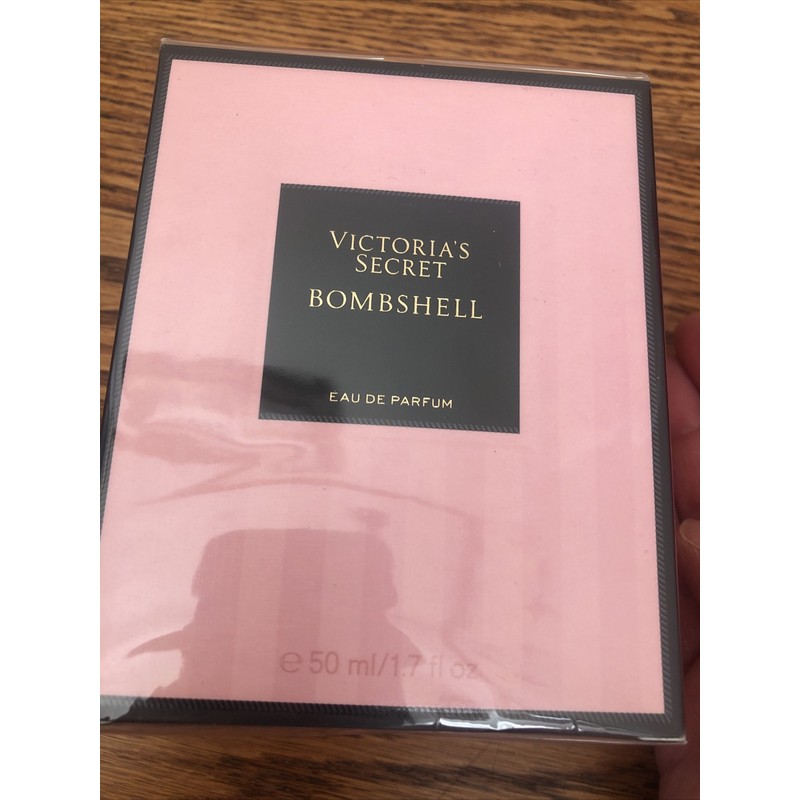 VICTORIA'S
SECRET
BOMBSHELL
EAU DE PARFUM
℮ 50 ml/1.7 fl oz